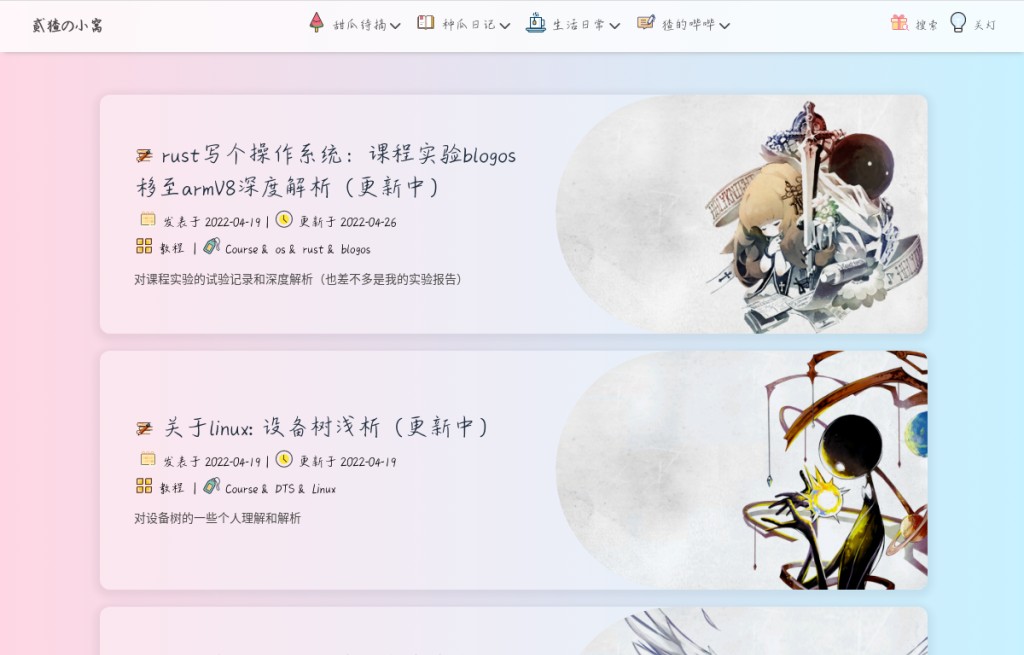 贰猹の小窝
甜瓜待摘 种瓜日记 生活日常 猹的哔哔 搜索 关灯
rust写个操作系统：课程实验blogos
移至armV8深度解析（更新中）
发表于 2022-04-19 | 更新于 2022-04-26
教程 | Course & os & rust & blogos
对课程实验的试验记录和深度解析（也差不多是我的实验报告）
关于linux: 设备树浅析（更新中）
发表于 2022-04-19 | 更新于 2022-04-19
教程 | Course & DTS & Linux
对设备树的一些个人理解和解析